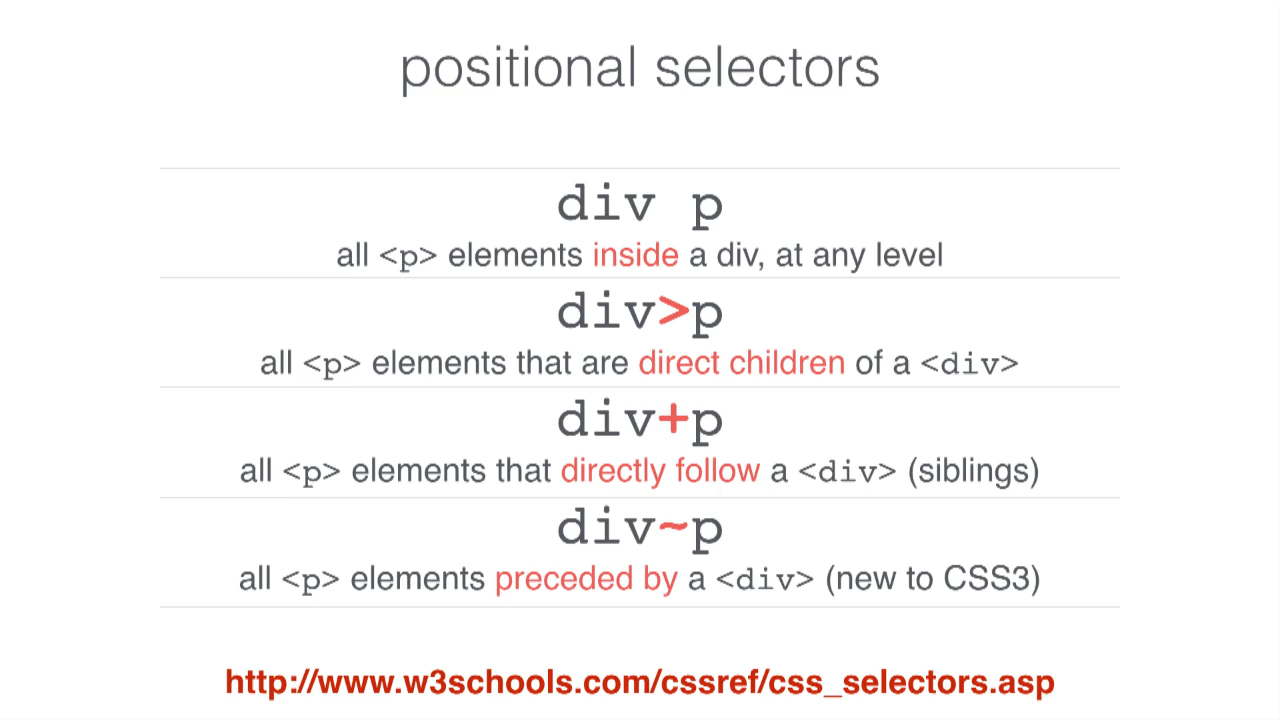 positional selectors
div p
all <p> elements inside a div, at any level
div>p
all <p> elements that are direct children of a <div>
div+p
all <p> elements that directly follow a <div> (siblings)
div~p
all <p> elements preceded by a <div> (new to CSS3)
http://www.w3schools.com/cssref/css_selectors.asp